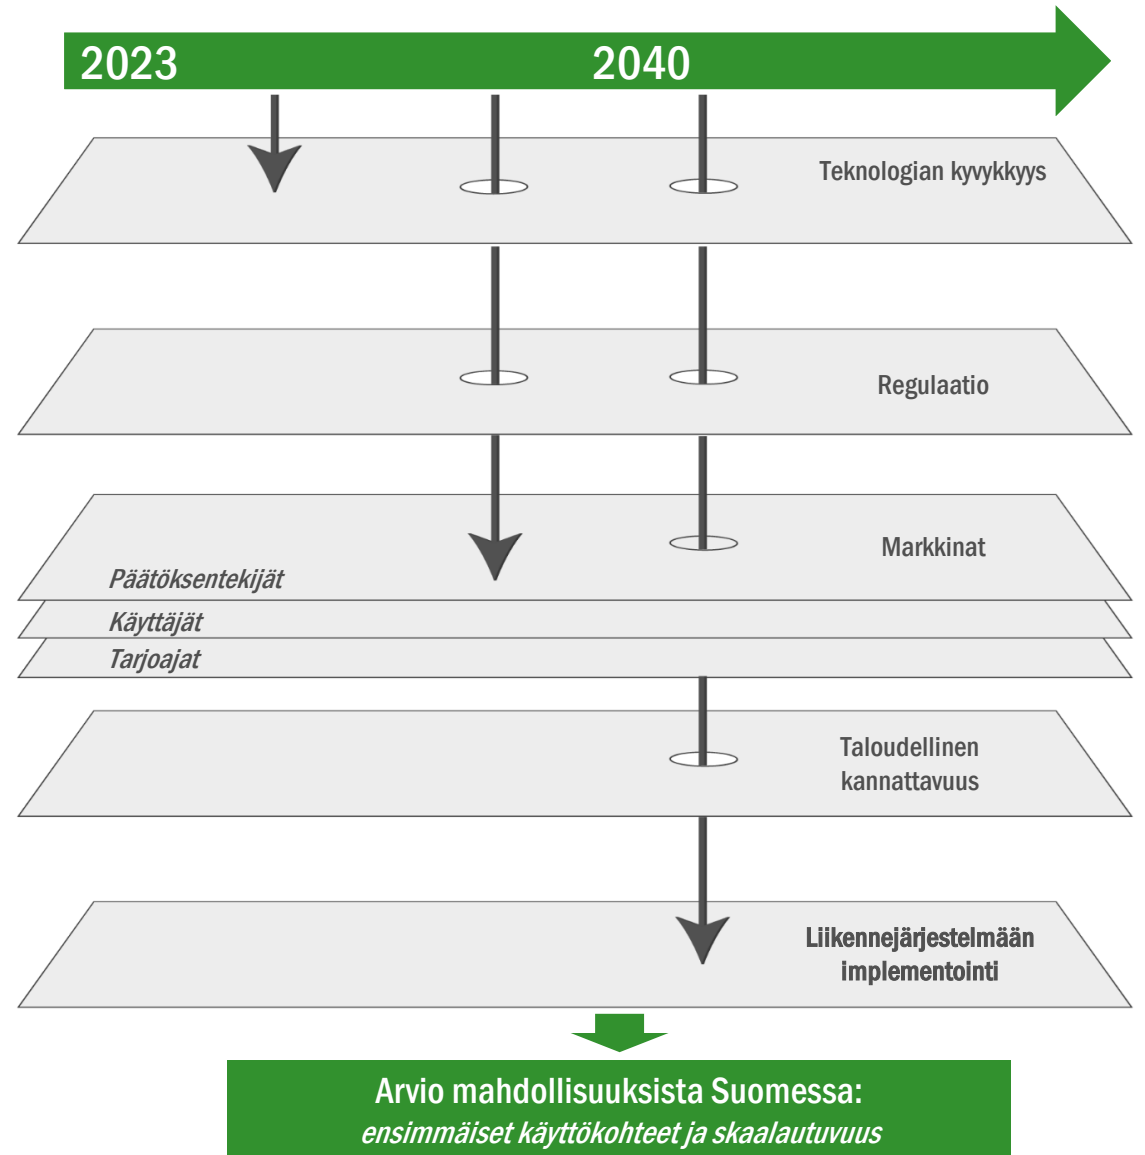 2023 2040
Teknologian kyvykkyys
Regulaatio
Markkinat
Päätöksentekijät
Käyttäjät
Tarjoajat
Taloudellinen
kannattavuus
Liikennejärjestelmään
implementointi
Arvio mahdollisuuksista Suomessa:
ensimmäiset käyttökohteet ja skaalautuvuus